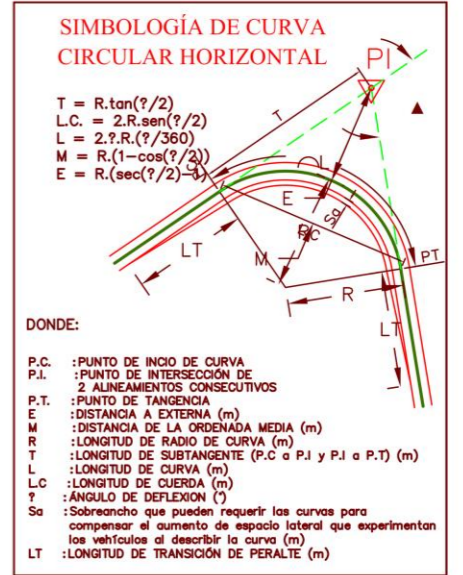 SIMBOLOGÍA DE CURVA
CIRCULAR HORIZONTAL
PI
T = R.tan(?/2)
L.C. = 2.R.sen(?/2)
L = 2.?.R.(?/360)
M = R.(1-cos(?/2))
E = R.(sec(?/2)-1)
T
L
E
Sa
LT
M
PT
R
LT
DONDE:
P.C. :PUNTO DE INCIO DE CURVA
P.I. :PUNTO DE INTERSECCIÓN DE
2 ALINEAMIENTOS CONSECUTIVOS
P.T. :PUNTO DE TANGENCIA
E :DISTANCIA A EXTERNA (m)
M :DISTANCIA DE LA ORDENADA MEDIA (m)
R :LONGITUD DE RADIO DE CURVA (m)
T :LONGITUD DE SUBTANGENTE (P.C a P.I y P.I a P.T) (m)
L :LONGITUD DE CURVA (m)
L.C :LONGITUD DE CUERDA (m)
? :ÁNGULO DE DEFLEXION (°)
Sa :Sobreancho que pueden requerir las curvas para
compensar el aumento de espacio lateral que experimentan
los vehículos al describir la curva (m)
LT :LONGITUD DE TRANSICIÓN DE PERALTE (m)